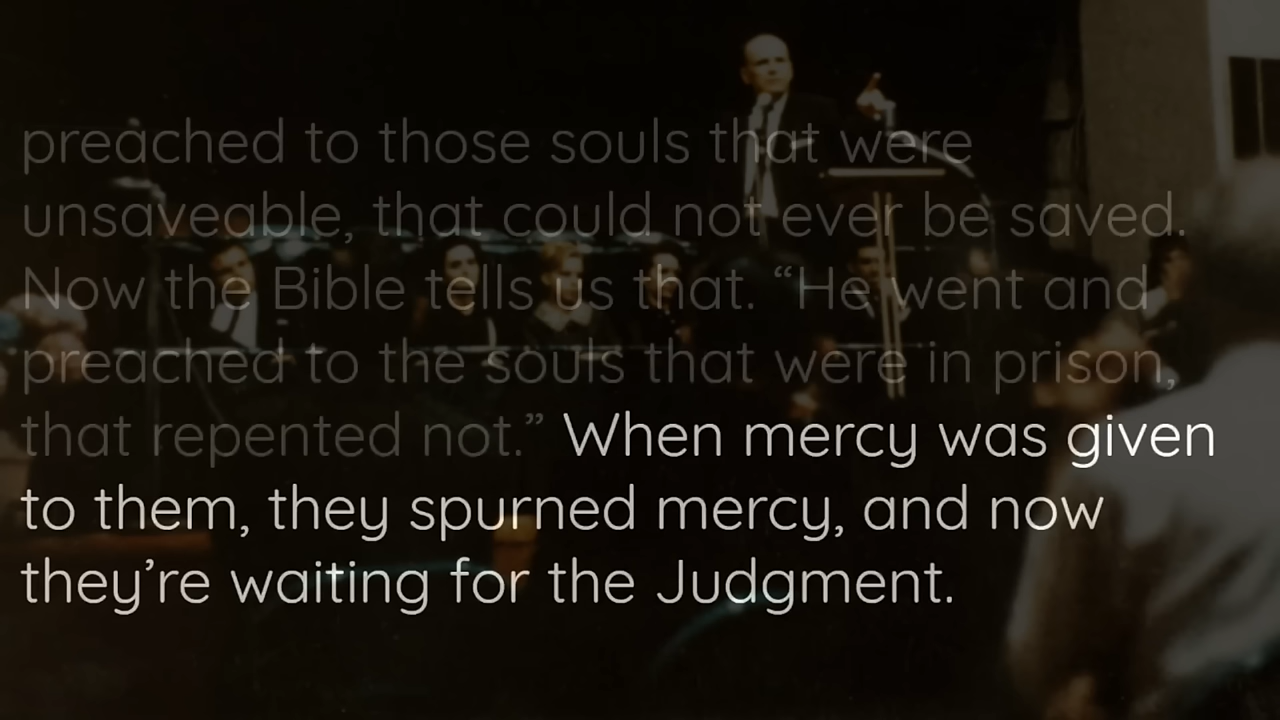 preached to those souls that were
unsaveable, that could not ever be saved.
Now the Bible tells us that. “He went and
preached to the souls that were in prison,
that repented not.” When mercy was given
to them, they spurned mercy, and now
they’re waiting for the Judgment.